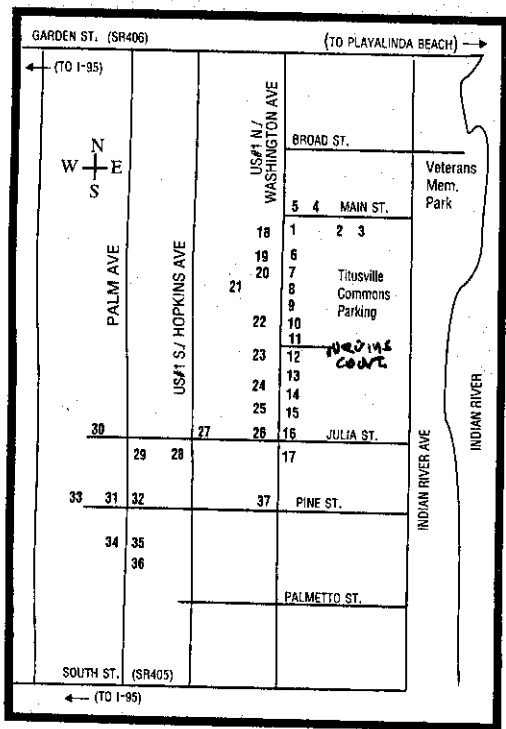 GARDEN ST. (SR406)
(TO PLAYALINDA BEACH) →
← (TO I-95)
N
W E
S
US#1 N./
WASHINGTON AVE
BROAD ST.
Veterans
Mem.
Park
5 4 MAIN ST.
18 1 2 3
19 6
20 7 Titusville
21 8 Commons
9 Parking
22 10
11
23 12
COURT
13
24 14
25 15
PALM AVE
US#1 S./ HOPKINS AVE
30 27 26 16 JULIA ST.
29 28 17
INDIAN RIVER AVE
INDIAN RIVER
33 31 32 37 PINE ST.
34 35
36
PALMETTO ST.
SOUTH ST. (SR405)
← (TO I-95)